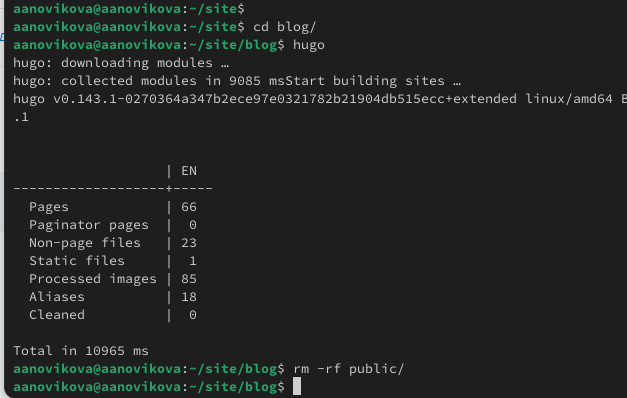 aanovikova@aanovikova:~/site$
aanovikova@aanovikova:~/site$ cd blog/
aanovikova@aanovikova:~/site/blog$ hugo
hugo: downloading modules …
hugo: collected modules in 9085 msStart building sites …
hugo v0.143.1-0270364a347b2ece97e0321782b21904db515ecc+extended linux/amd64 B
.1
| EN
-------------------+-----
Pages | 66
Paginator pages | 0
Non-page files | 23
Static files | 1
Processed images | 85
Aliases | 18
Cleaned | 0
Total in 10965 ms
aanovikova@aanovikova:~/site/blog$ rm -rf public/
aanovikova@aanovikova:~/site/blog$